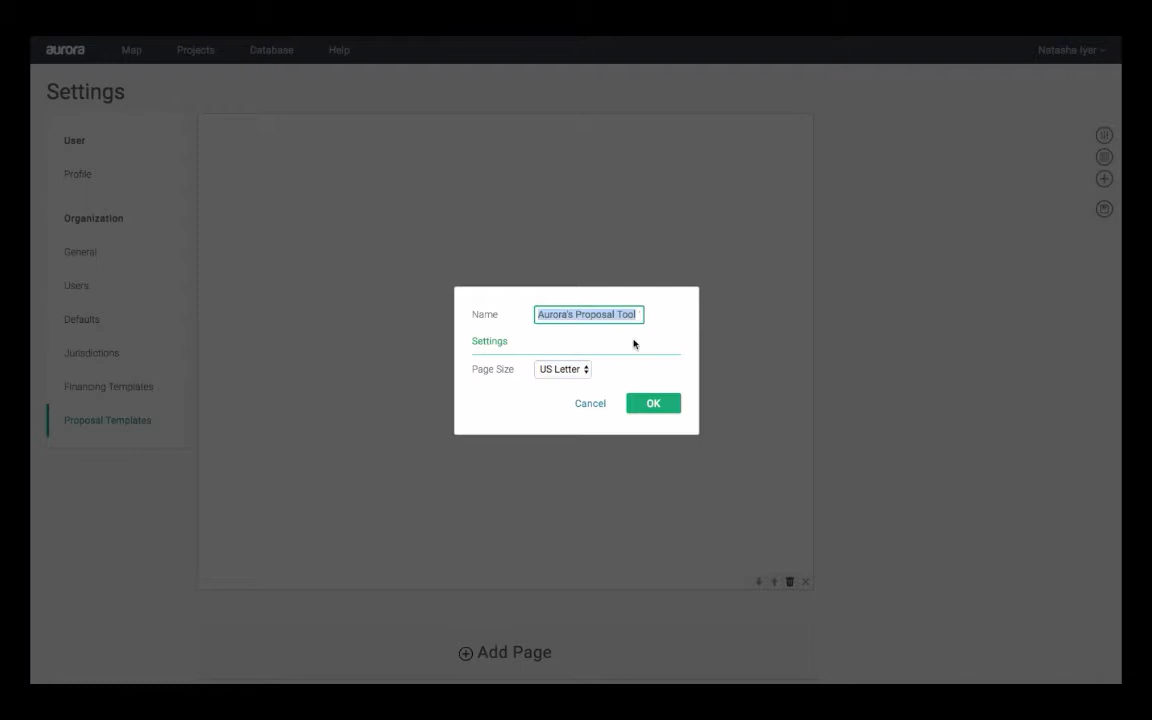 aurora Map Projects Database Help Natasha Iyer
Settings
User
Profile
Organization
General
Users
Defaults
Jurisdictions
Financing Templates
Proposal Templates
Name Aurora's Proposal Tool
Settings
Page Size US Letter
Cancel OK
Add Page